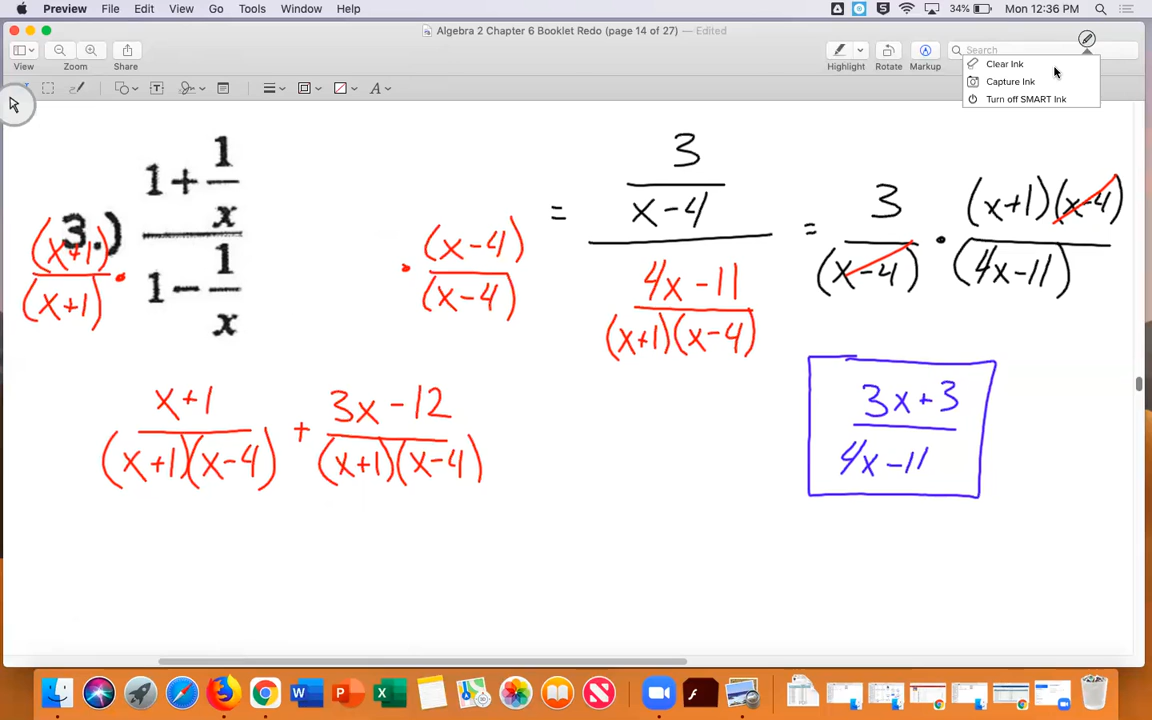 Preview File Edit View Go Tools Window Help 34% Mon 12:36 PM
Algebra 2 Chapter 6 Booklet Redo (page 14 of 27) — Edited
View Zoom Share Highlight Rotate Markup Search
Clear Ink
Capture Ink
Turn off SMART Ink
3.) (1 + 1/x) / (1 − 1/x)
(x+1)/(x+1) •
• (x−4)/(x−4)
= (3/(x−4)) / ((4x−11)/((x+1)(x−4))) = 3/(x−4) • (x+1)(x−4)/(4x−11)
(x+1)/((x+1)(x−4)) + (3x−12)/((x+1)(x−4))
(3x+3)/(4x−11)